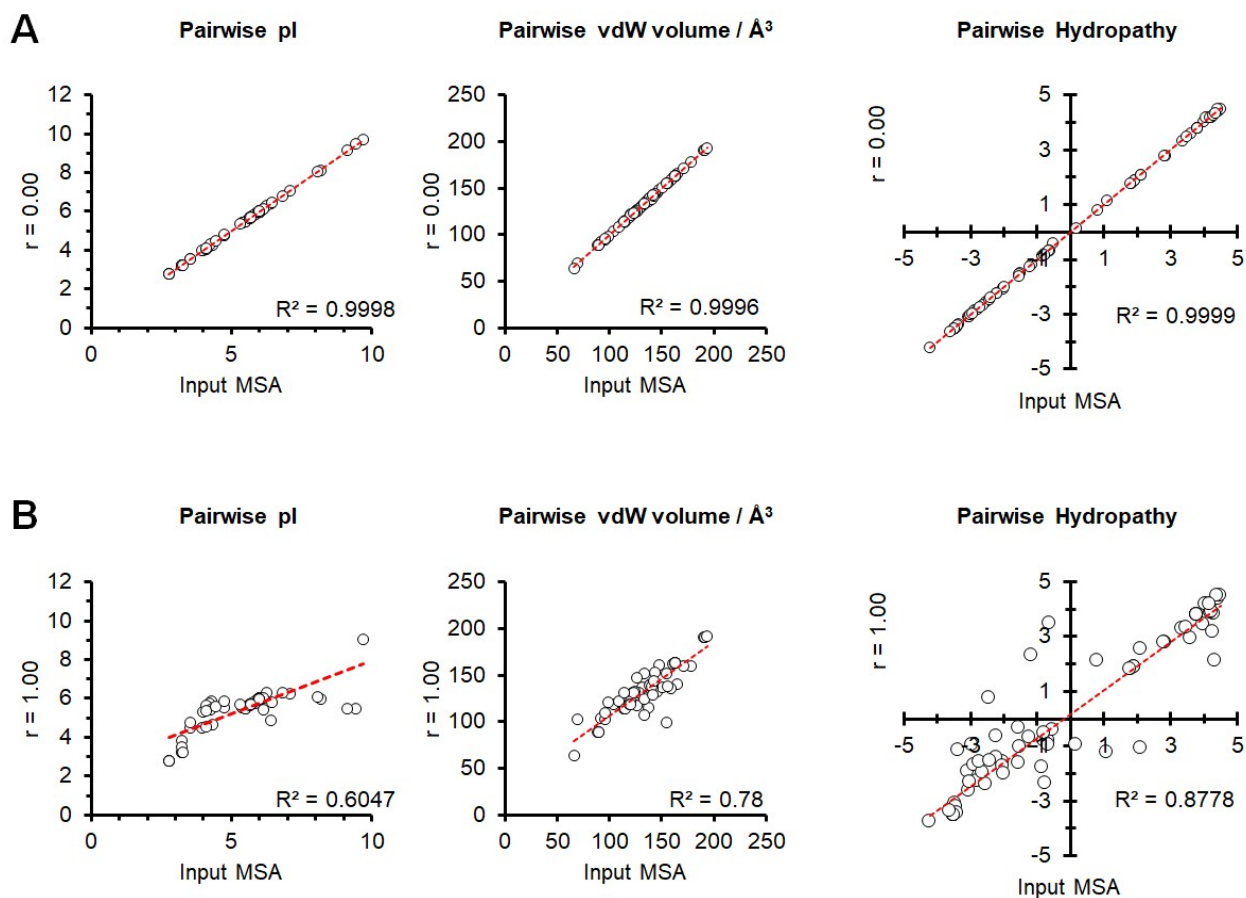 A
Pairwise pI
r = 0.00
12
10
8
6
4
2
0
0
5
10
R² = 0.9998
Input MSA
Pairwise vdW volume / Å³
r = 0.00
250
200
150
100
50
0
0 50 100 150 200 250
R² = 0.9996
Input MSA
Pairwise Hydropathy
r = 0.00
5
3
1
-5 -3 -1 1 3 5
-1
-3
-5
R² = 0.9999
Input MSA
B
Pairwise pI
r = 1.00
12
10
8
6
4
2
0
0
5
10
R² = 0.6047
Input MSA
Pairwise vdW volume / Å³
r = 1.00
250
200
150
100
50
0
0 50 100 150 200 250
R² = 0.78
Input MSA
Pairwise Hydropathy
r = 1.00
5
3
1
-5 -3 -1 1 3 5
-1
-3
-5
R² = 0.8778
Input MSA